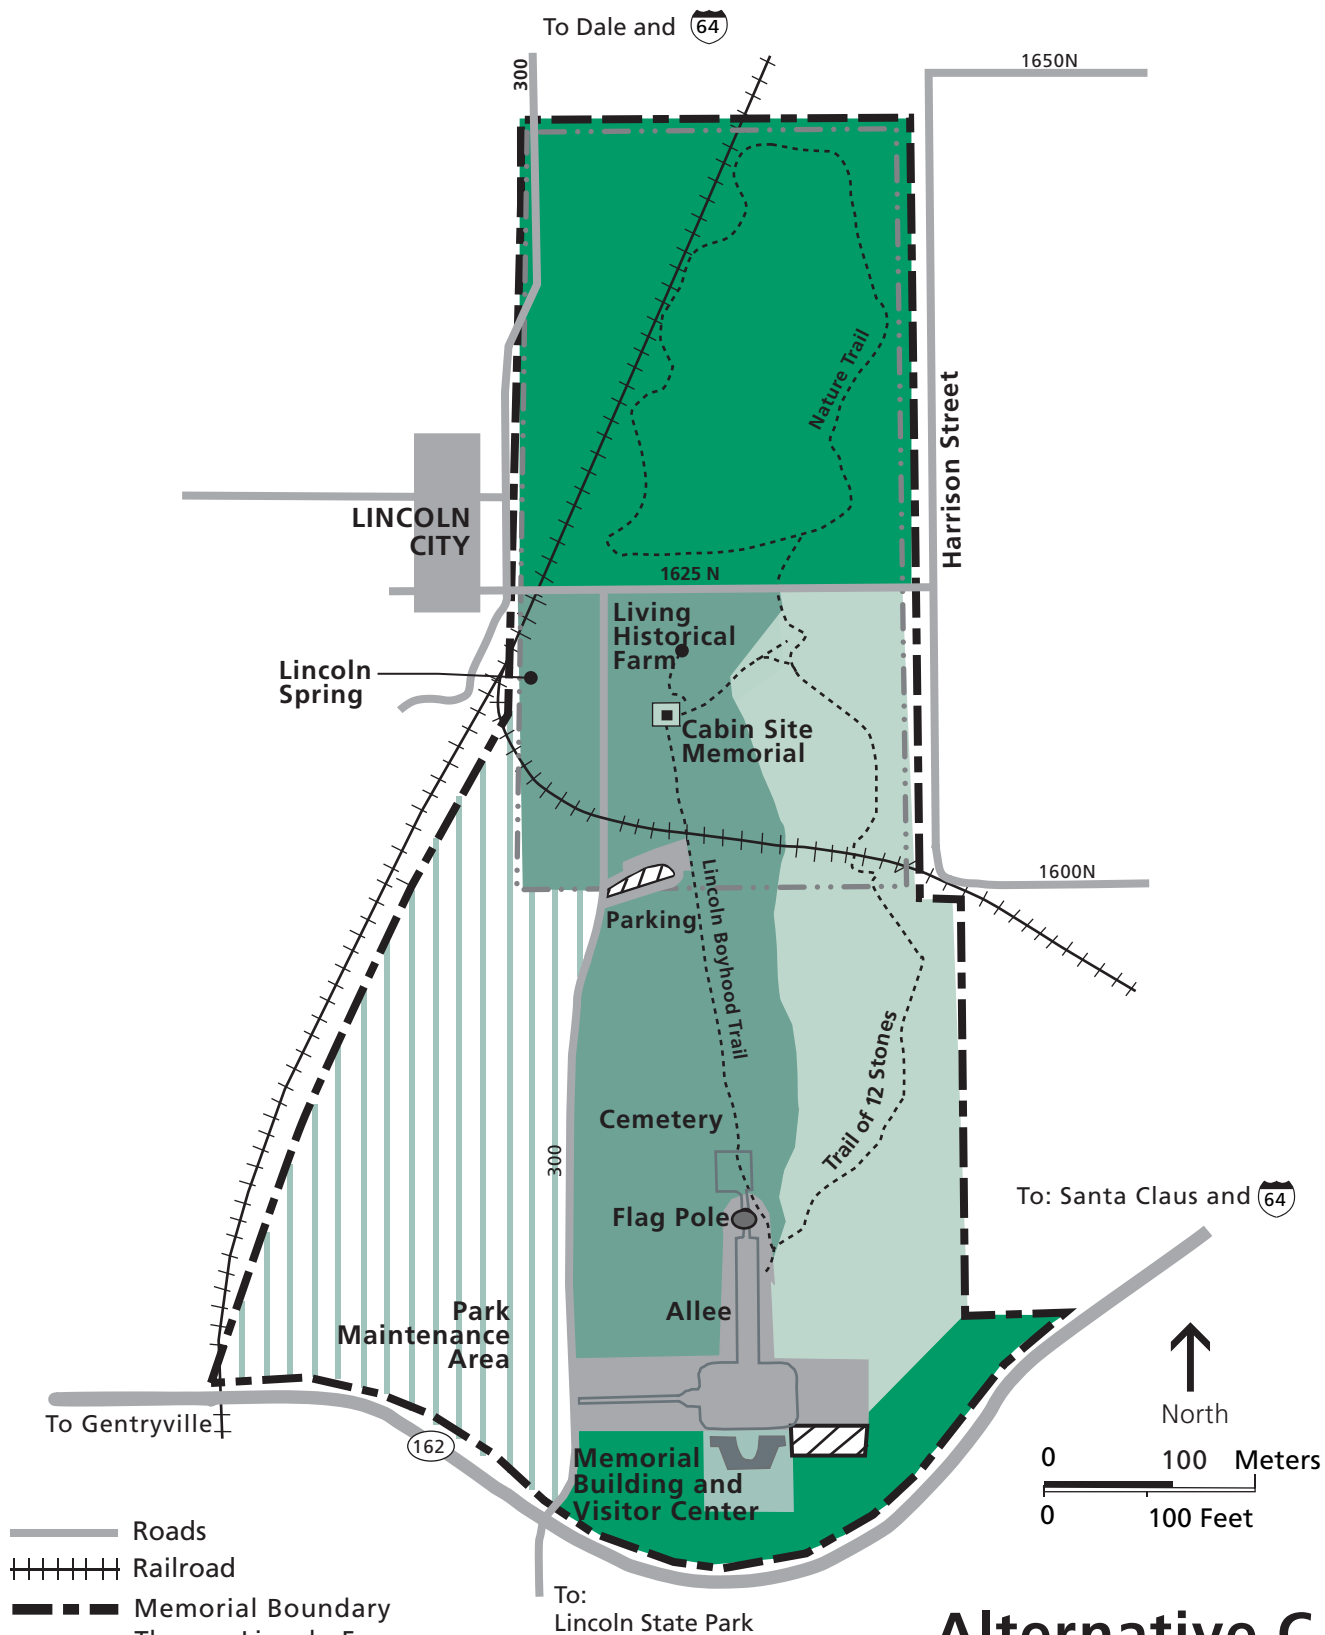 To Dale and 64
300
1650N
Nature Trail
Harrison Street
LINCOLN
CITY
1625 N
Living
Historical
Farm
Lincoln
Spring
Cabin Site
Memorial
1600N
Parking
Lincoln Boyhood Trail
Trail of 12 Stones
Cemetery
300
To: Santa Claus and 64
Flag Pole
Allee
Park
Maintenance
Area
North
To Gentryville
162
0 100 Meters
0 100 Feet
Memorial
Building and
Visitor Center
Roads
Railroad
Memorial Boundary
To:
Lincoln State Park
Alternative C